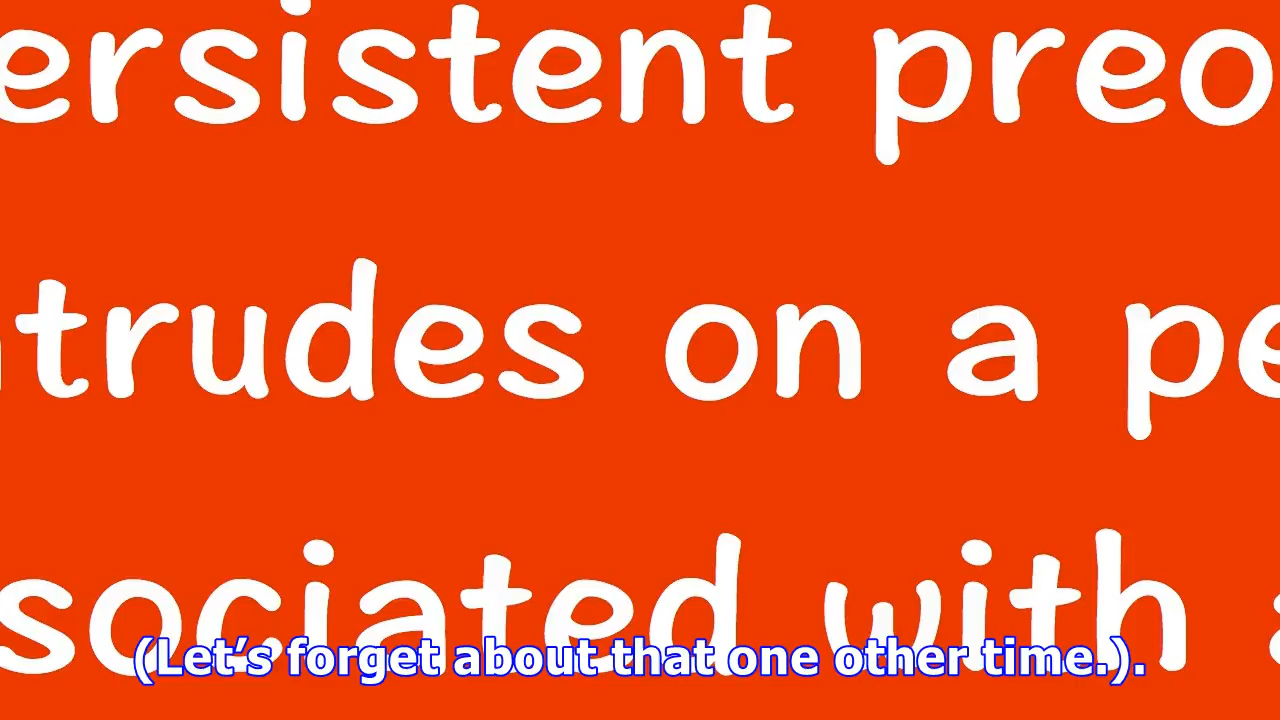 ersistent preo
trudes on a pe
sociated with
(Let’s forget about that one other time.).